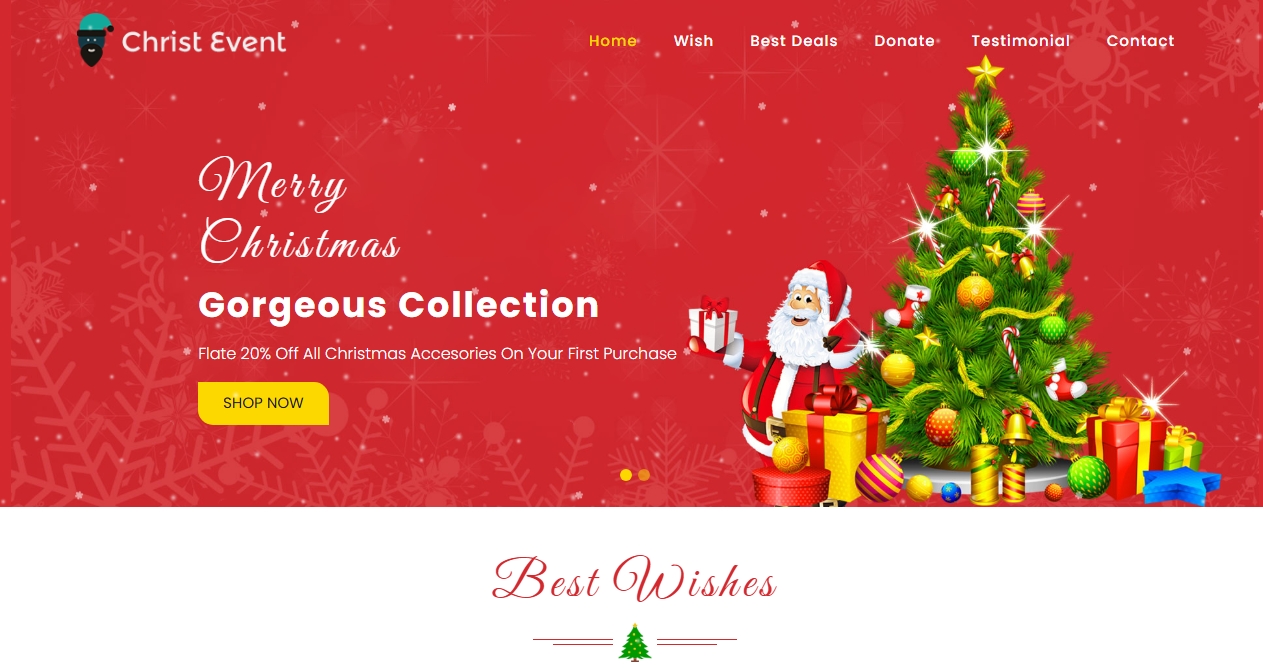 Christ Event
Home Wish Best Deals Donate Testimonial Contact
Merry
Christmas
Gorgeous Collection
Flate 20% Off All Christmas Accesories On Your First Purchase
SHOP NOW
Best Wishes